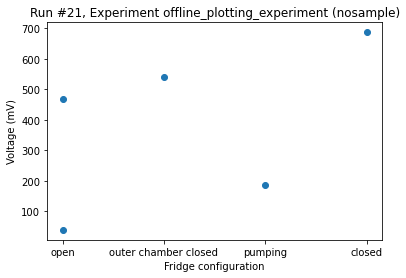 Run #21, Experiment offline_plotting_experiment (nosample)
700
600
500
400
300
200
100
Voltage (mV)
open
outer chamber closed
pumping
closed
Fridge configuration